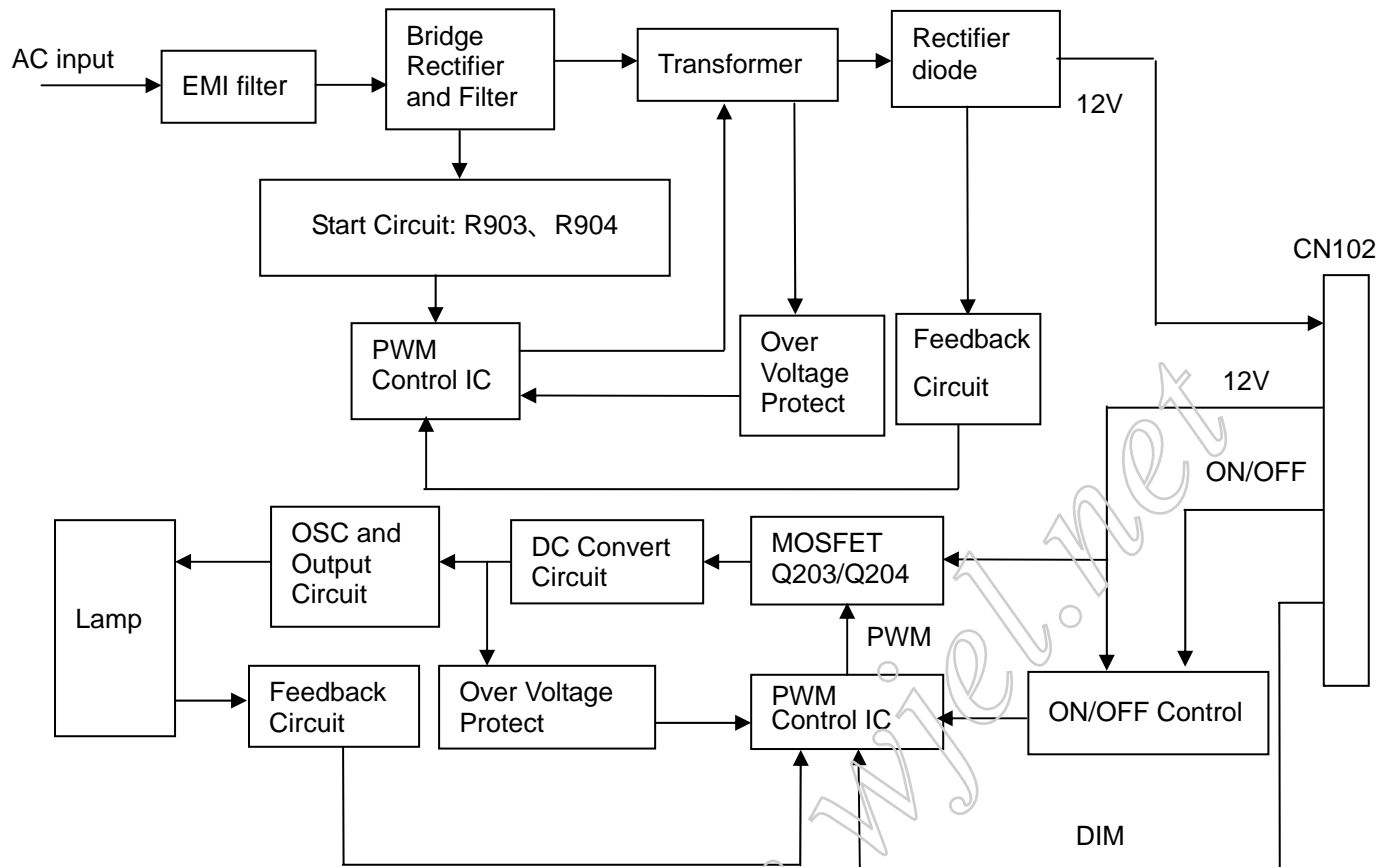 AC input
EMI filter
Bridge
Rectifier
and Filter
Transformer
Rectifier
diode
12V
Start Circuit: R903、R904
CN102
PWM
Control IC
Over
Voltage
Protect
Feedback
Circuit
12V
ON/OFF
Lamp
OSC and
Output
Circuit
DC Convert
Circuit
MOSFET
Q203/Q204
PWM
Feedback
Circuit
Over Voltage
Protect
PWM
Control IC
ON/OFF Control
DIM
wjel.net